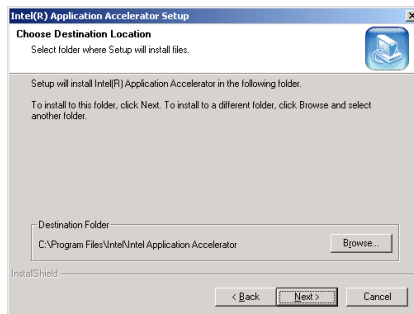 Intel(R) Application Accelerator Setup
Choose Destination Location
Select folder where Setup will install files.
Setup will install Intel(R) Application Accelerator in the following folder.
To install to this folder, click Next. To install to a different folder, click Browse and select
another folder.
Destination Folder
C:\Program Files\Intel\Intel Application Accelerator
Browse...
InstallShield
< Back
Next >
Cancel